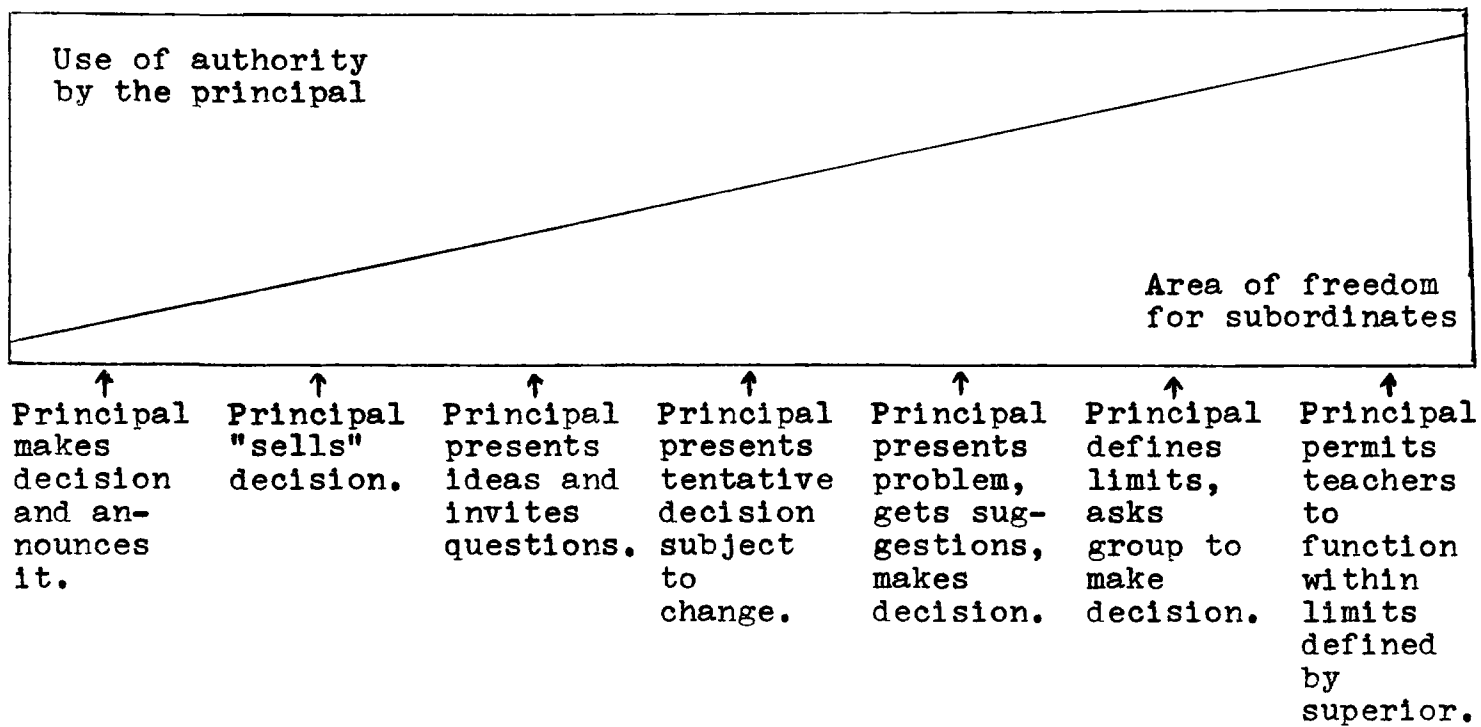 Use of authority
by the principal
Area of freedom
for subordinates
Principal
makes
decision
and an-
nounces
it.
Principal
"sells"
decision.
Principal
presents
ideas and
invites
questions.
Principal
presents
tentative
decision
subject
to
change.
Principal
presents
problem,
gets sug-
gestions,
makes
decision.
Principal
defines
limits,
asks
group to
make
decision.
Principal
permits
teachers
to
function
within
limits
defined
by
superior.